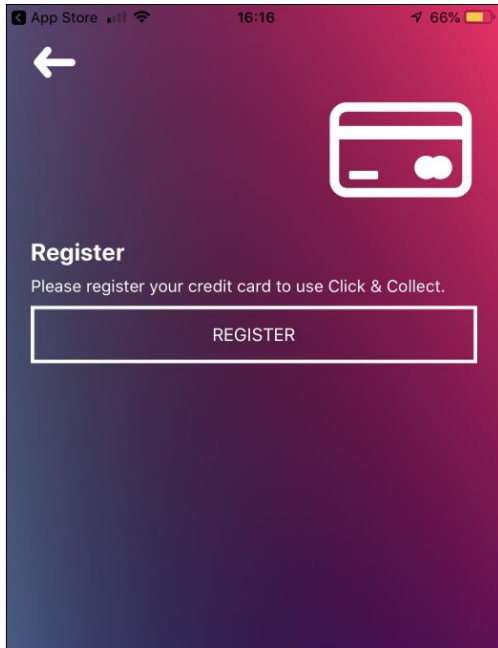 App Store 16:16 66%
Register
Please register your credit card to use Click & Collect.
REGISTER